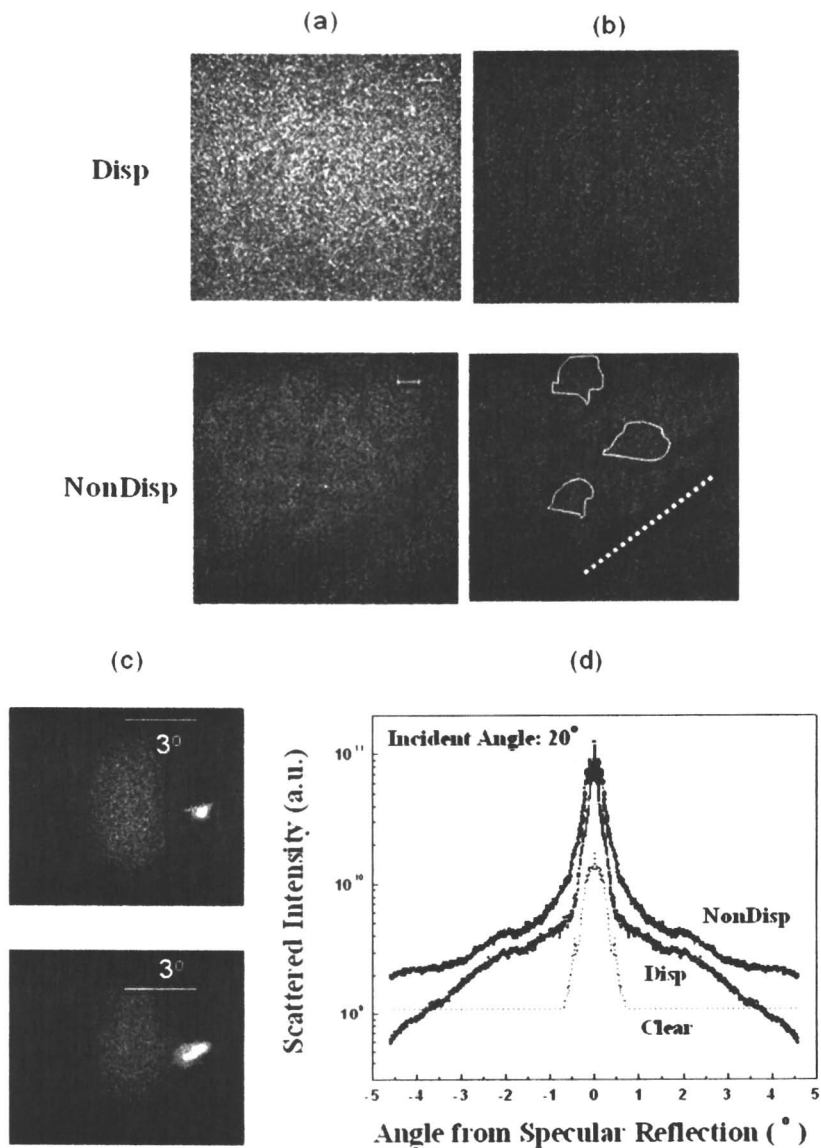 (a)
(b)
Disp
NonDisp
(c)
(d)
3°
3°
Incident Angle: 20°
Scattered Intensity (a.u.)
10¹¹
10¹⁰
10⁹
NonDisp
Disp
Clear
-5 -4 -3 -2 -1 0 1 2 3 4 5
Angle from Specular Reflection (°)